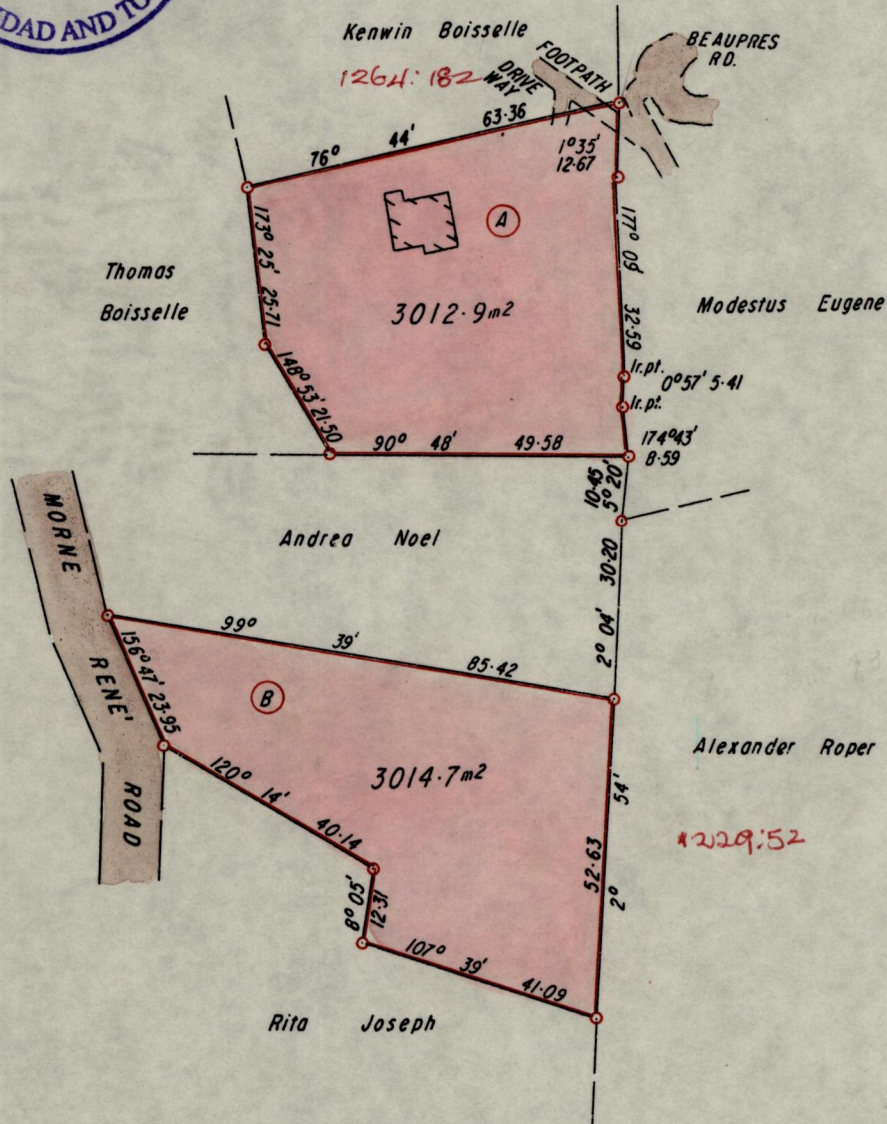 DAD AND TO
Kenwin Boisselle
1264:182
DRIVE
WAY
FOOTPATH
BEAUPRES
RD.
76° 44' 63·36
1°35'
12·67
173° 25' 25·71
A
177° 09' 32·59
Thomas
Boisselle
3012·9m2
Modestus Eugene
Ir.pt.
0°57' 5·41
Ir.pt.
148° 53' 21·50
90° 48' 49·58
174°43'
8·59
10·45
5° 20'
MORNE
RENE'
ROAD
Andrea Noel
2° 04' 30·20
99° 39' 85·42
156° 47' 23·95
B
Alexander Roper
3014·7m2
120° 14' 40·14
2° 54'
52·63
8° 05'
12·31
107° 39' 41·09
Rita Joseph